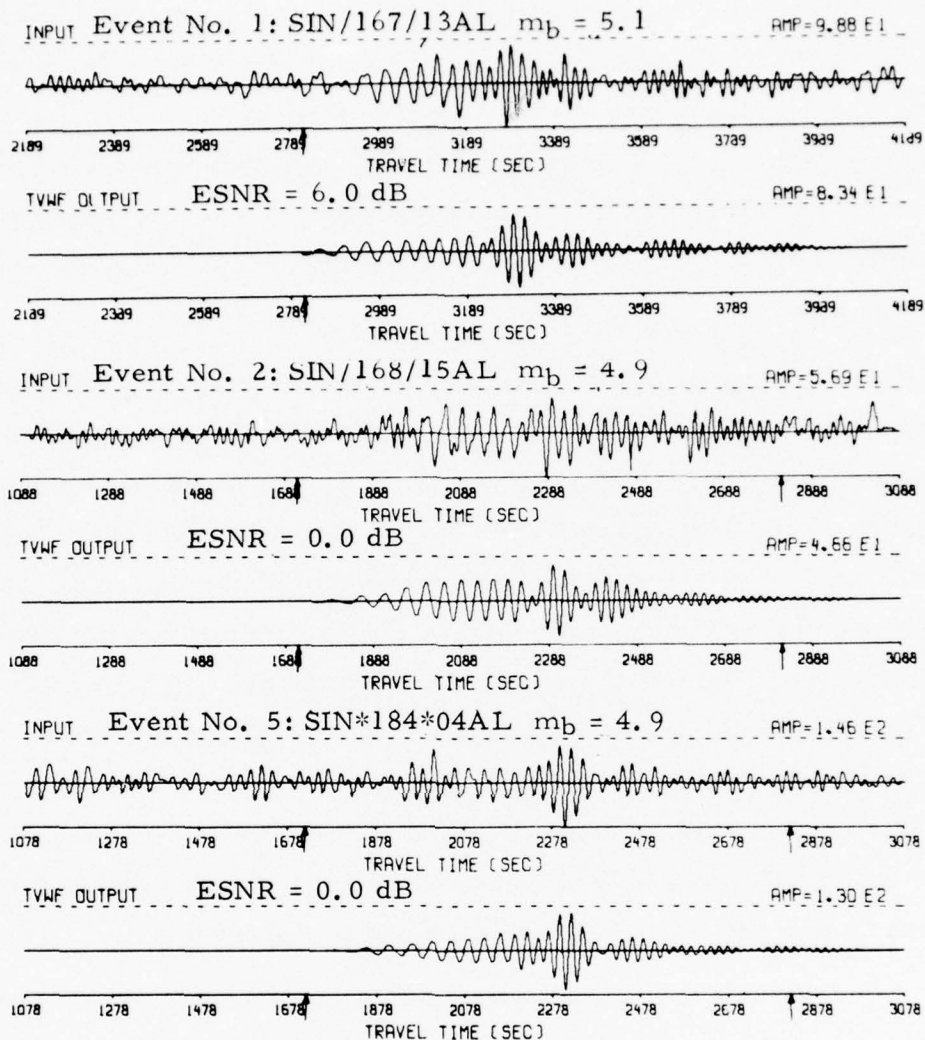 INPUT Event No. 1: SIN/167/13AL mb = 5.1 AMP=9.88 E1
2189 2389 2589 2789 2989 3189 3389 3589 3789 3989 4189
TRAVEL TIME (SEC)
TVWF OUTPUT ESNR = 6.0 dB AMP=8.34 E1
2189 2389 2589 2789 2989 3189 3389 3589 3789 3989 4189
TRAVEL TIME (SEC)
INPUT Event No. 2: SIN/168/15AL mb = 4.9 AMP=5.69 E1
1088 1288 1488 1688 1888 2088 2288 2488 2688 2888 3088
TRAVEL TIME (SEC)
TVWF OUTPUT ESNR = 0.0 dB AMP=4.66 E1
1088 1288 1488 1688 1888 2088 2288 2488 2688 2888 3088
TRAVEL TIME (SEC)
INPUT Event No. 5: SIN*184*04AL mb = 4.9 AMP=1.46 E2
1078 1278 1478 1678 1878 2078 2278 2478 2678 2878 3078
TRAVEL TIME (SEC)
TVWF OUTPUT ESNR = 0.0 dB AMP=1.30 E2
1078 1278 1478 1678 1878 2078 2278 2478 2678 2878 3078
TRAVEL TIME (SEC)